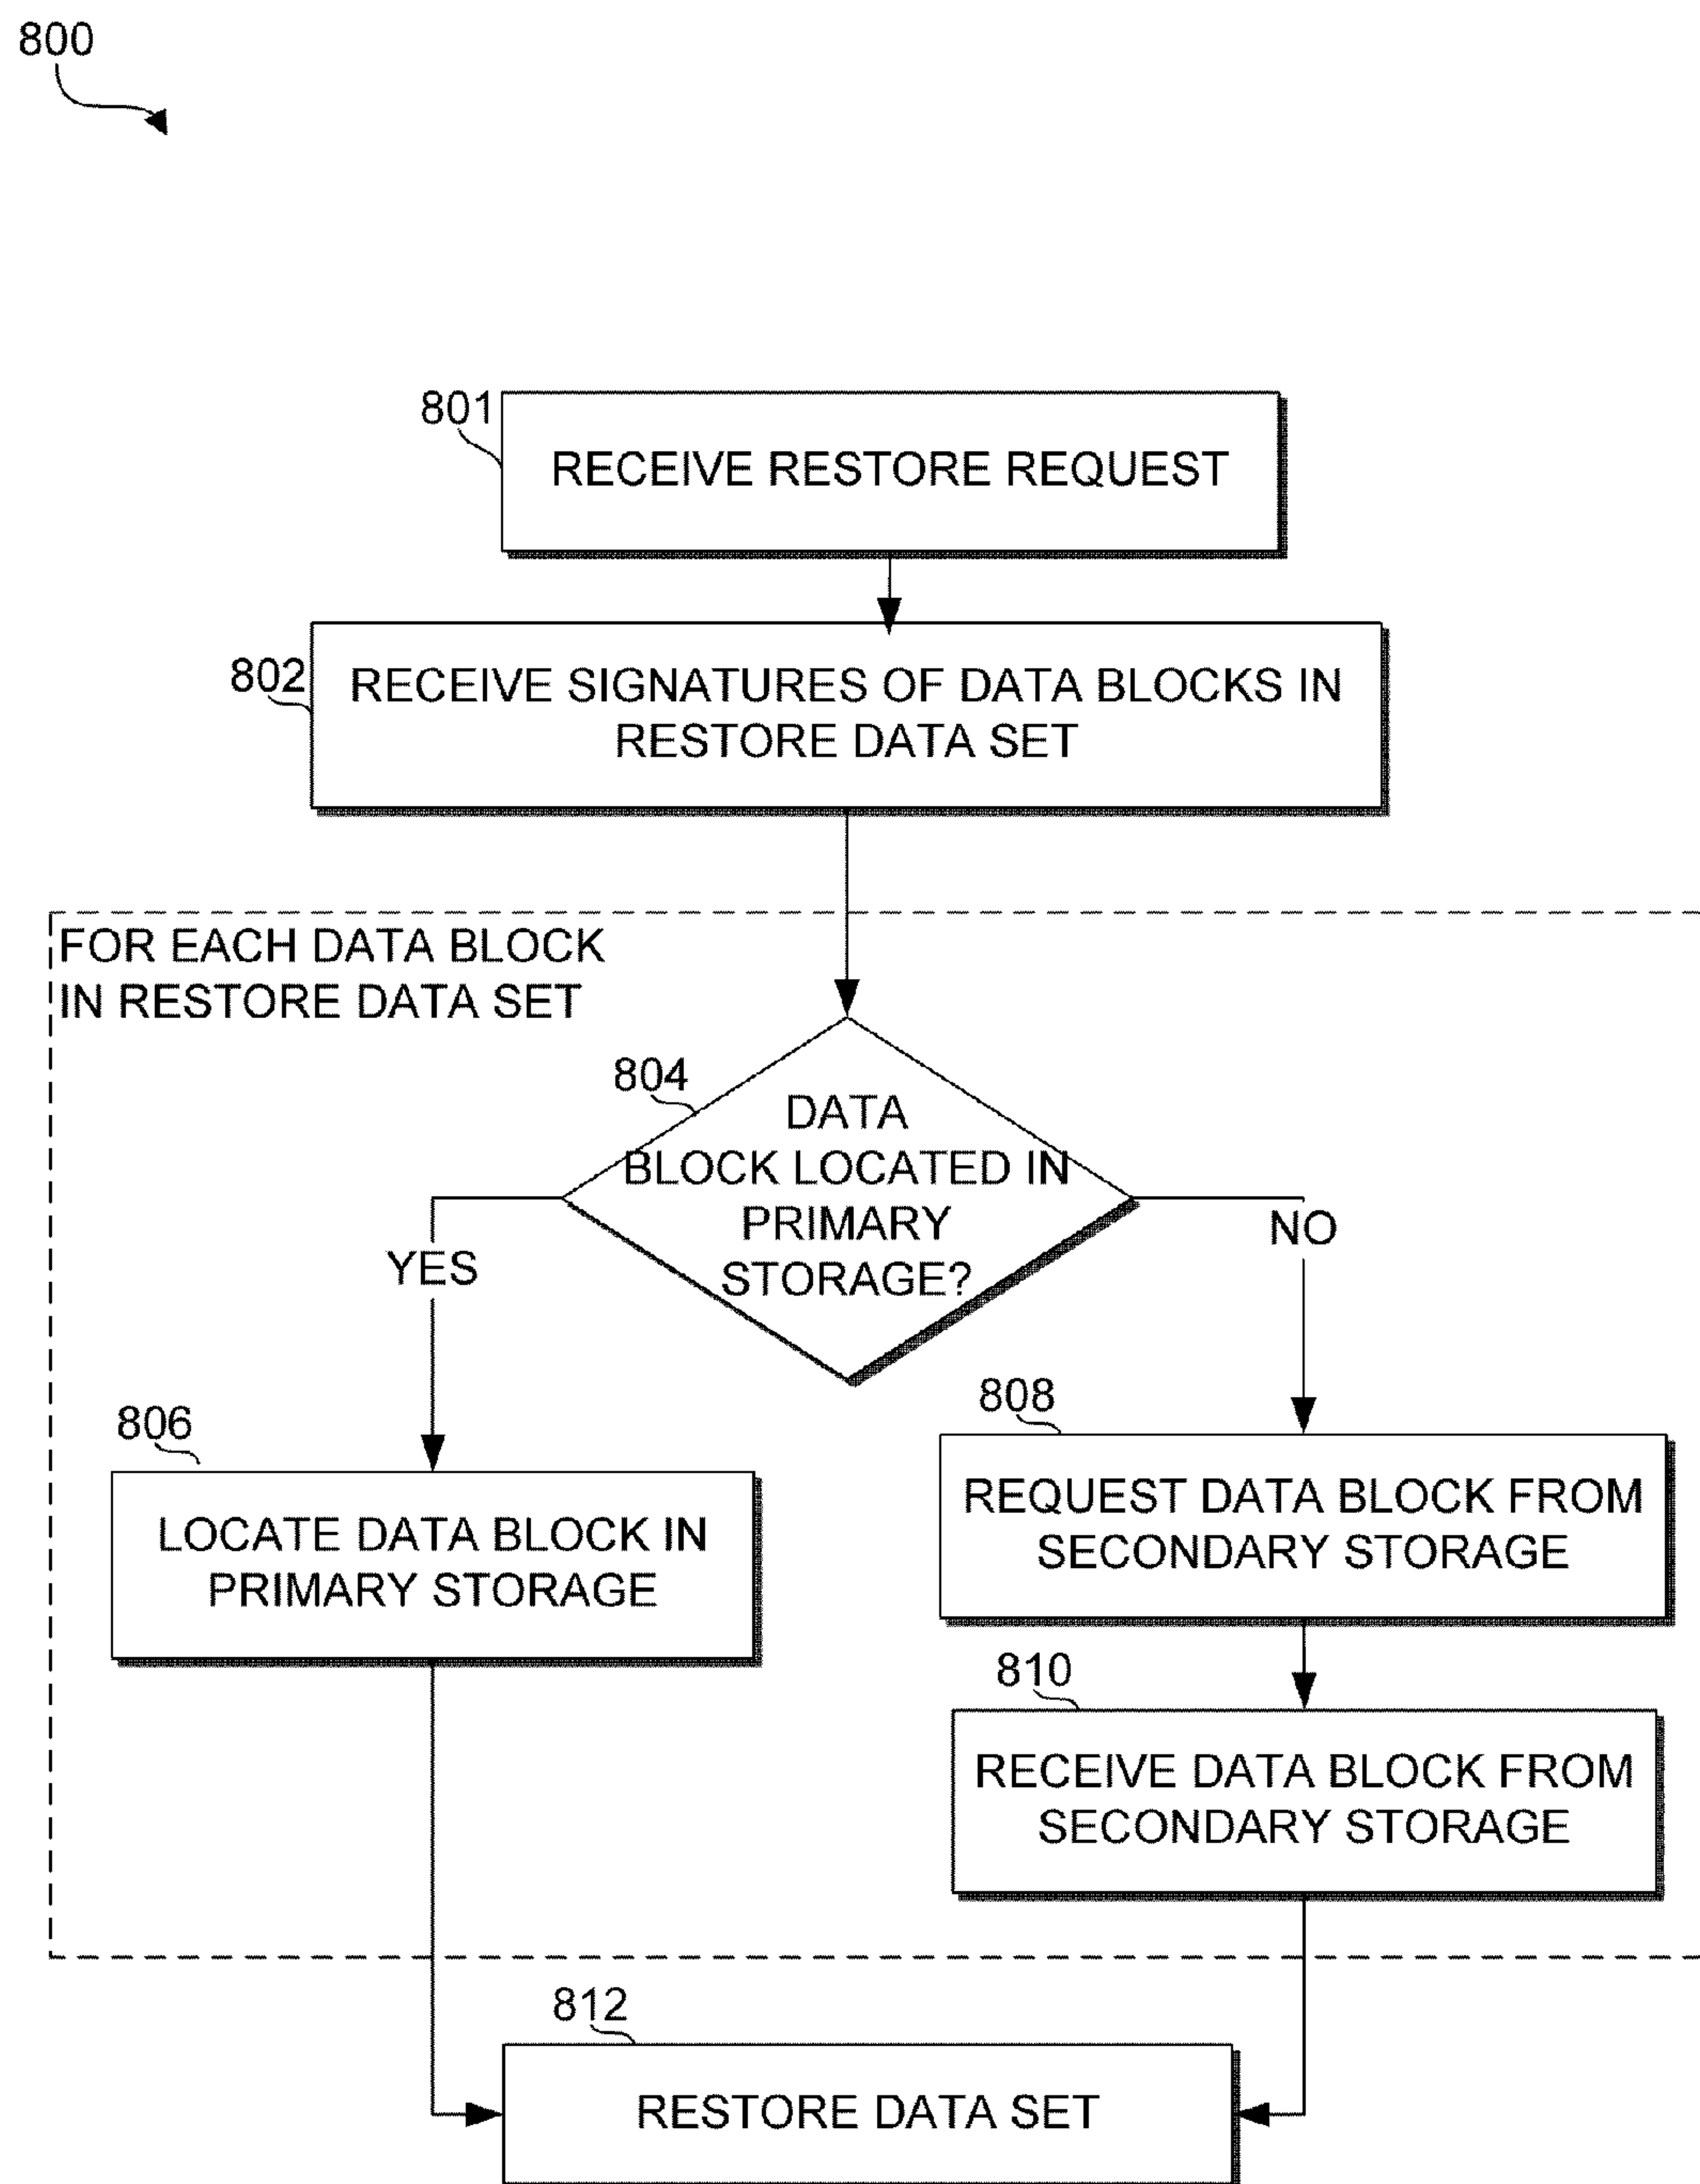 800
801
RECEIVE RESTORE REQUEST
802
RECEIVE SIGNATURES OF DATA BLOCKS IN
RESTORE DATA SET
FOR EACH DATA BLOCK
IN RESTORE DATA SET
804
DATA
BLOCK LOCATED IN
PRIMARY
STORAGE?
YES
NO
806
LOCATE DATA BLOCK IN
PRIMARY STORAGE
808
REQUEST DATA BLOCK FROM
SECONDARY STORAGE
810
RECEIVE DATA BLOCK FROM
SECONDARY STORAGE
812
RESTORE DATA SET